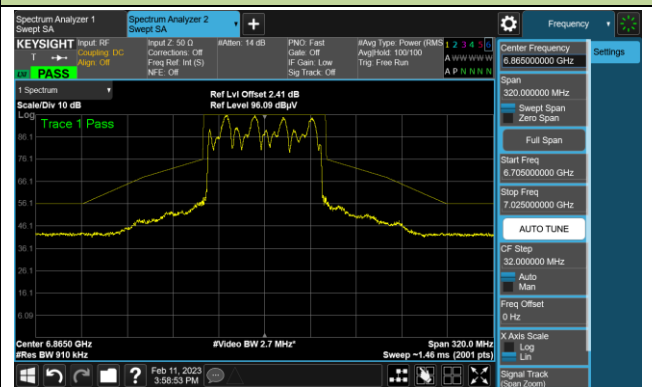 Spectrum Analyzer 1
Swept SA
Spectrum Analyzer 2
Swept SA
Frequency
KEYSIGHT
Input: RF
Coupling: DC
Align: Off
Input Z: 50 Ω
Corrections: Off
Freq Ref: Int (S)
NFE: Off
#Atten: 14 dB
PNO: Fast
Gate: Off
IF Gain: Low
Sig Track: Off
#Avg Type: Power (RMS
Avg|Hold: 100/100
Trig: Free Run
1 2 3 4 5 6
A W W W W W
A P N N N N
T
PASS
1 Spectrum
Scale/Div 10 dB
Ref Lvl Offset 2.41 dB
Ref Level 96.09 dBµV
Log
Trace 1 Pass
86.1
76.1
66.1
56.1
46.1
36.1
26.1
16.1
6.09
Center 6.8650 GHz
#Res BW 910 kHz
#Video BW 2.7 MHz*
Span 320.0 MHz
Sweep ~1.46 ms (2001 pts)
Feb 11, 2023
3:58:53 PM
Center Frequency
6.865000000 GHz
Settings
Span
320.000000 MHz
Swept Span
Zero Span
Full Span
Start Freq
6.705000000 GHz
Stop Freq
7.025000000 GHz
AUTO TUNE
CF Step
32.000000 MHz
Auto
Man
Freq Offset
0 Hz
X Axis Scale
Log
Lin
Signal Track
(Span Zoom)